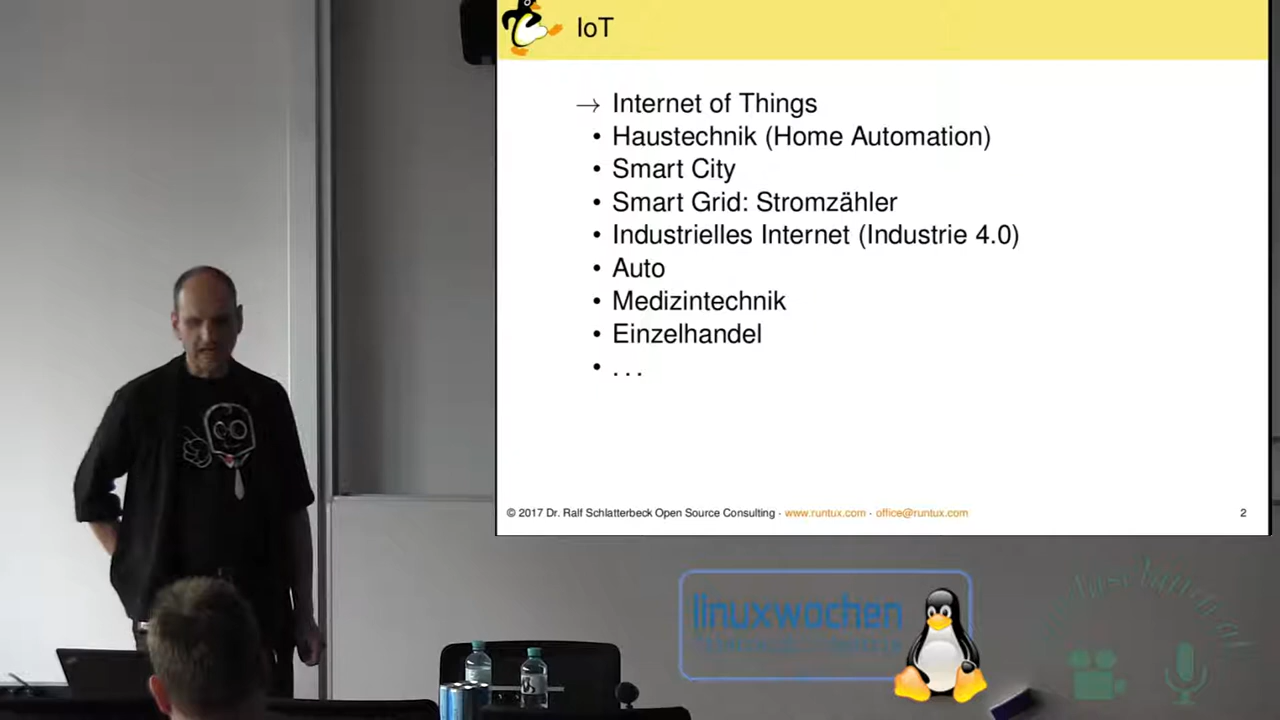 IoT
→ Internet of Things
• Haustechnik (Home Automation)
• Smart City
• Smart Grid: Stromzähler
• Industrielles Internet (Industrie 4.0)
• Auto
• Medizintechnik
• Einzelhandel
• . . .
© 2017 Dr. Ralf Schlatterbeck Open Source Consulting · www.runtux.com · office@runtux.com 2
linuxwochen